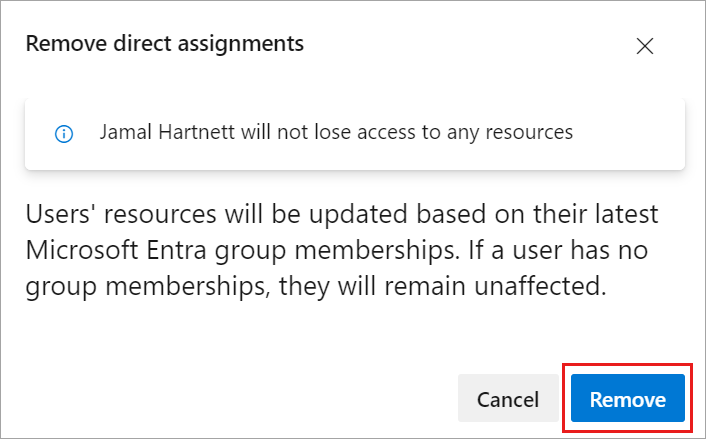 Remove direct assignments
Jamal Hartnett will not lose access to any resources
Users' resources will be updated based on their latest
Microsoft Entra group memberships. If a user has no
group memberships, they will remain unaffected.
Cancel
Remove